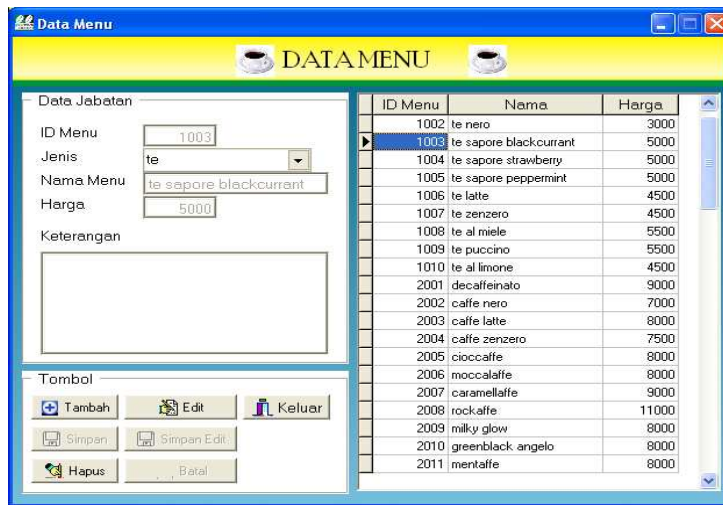 Data Menu
DATA MENU
Data Jabatan
ID Menu 1003
Jenis te
Nama Menu te sapore blackcurrant
Harga 5000
Keterangan
Tombol
Tambah Edit Keluar
Simpan Simpan Edit
Hapus Batal
ID Menu Nama Harga
1002 te nero 3000
1003 te sapore blackcurrant 5000
1004 te sapore strawberry 5000
1005 te sapore peppermint 5000
1006 te latte 4500
1007 te zenzero 4500
1008 te al miele 5500
1009 te puccino 5500
1010 te al limone 4500
2001 decaffeinato 9000
2002 caffe nero 7000
2003 caffe latte 8000
2004 caffe zenzero 7500
2005 cioccaffe 8000
2006 moccalaffe 8000
2007 caramellaffe 9000
2008 rockaffe 11000
2009 milky glow 8000
2010 greenblack angelo 8000
2011 mentaffe 8000